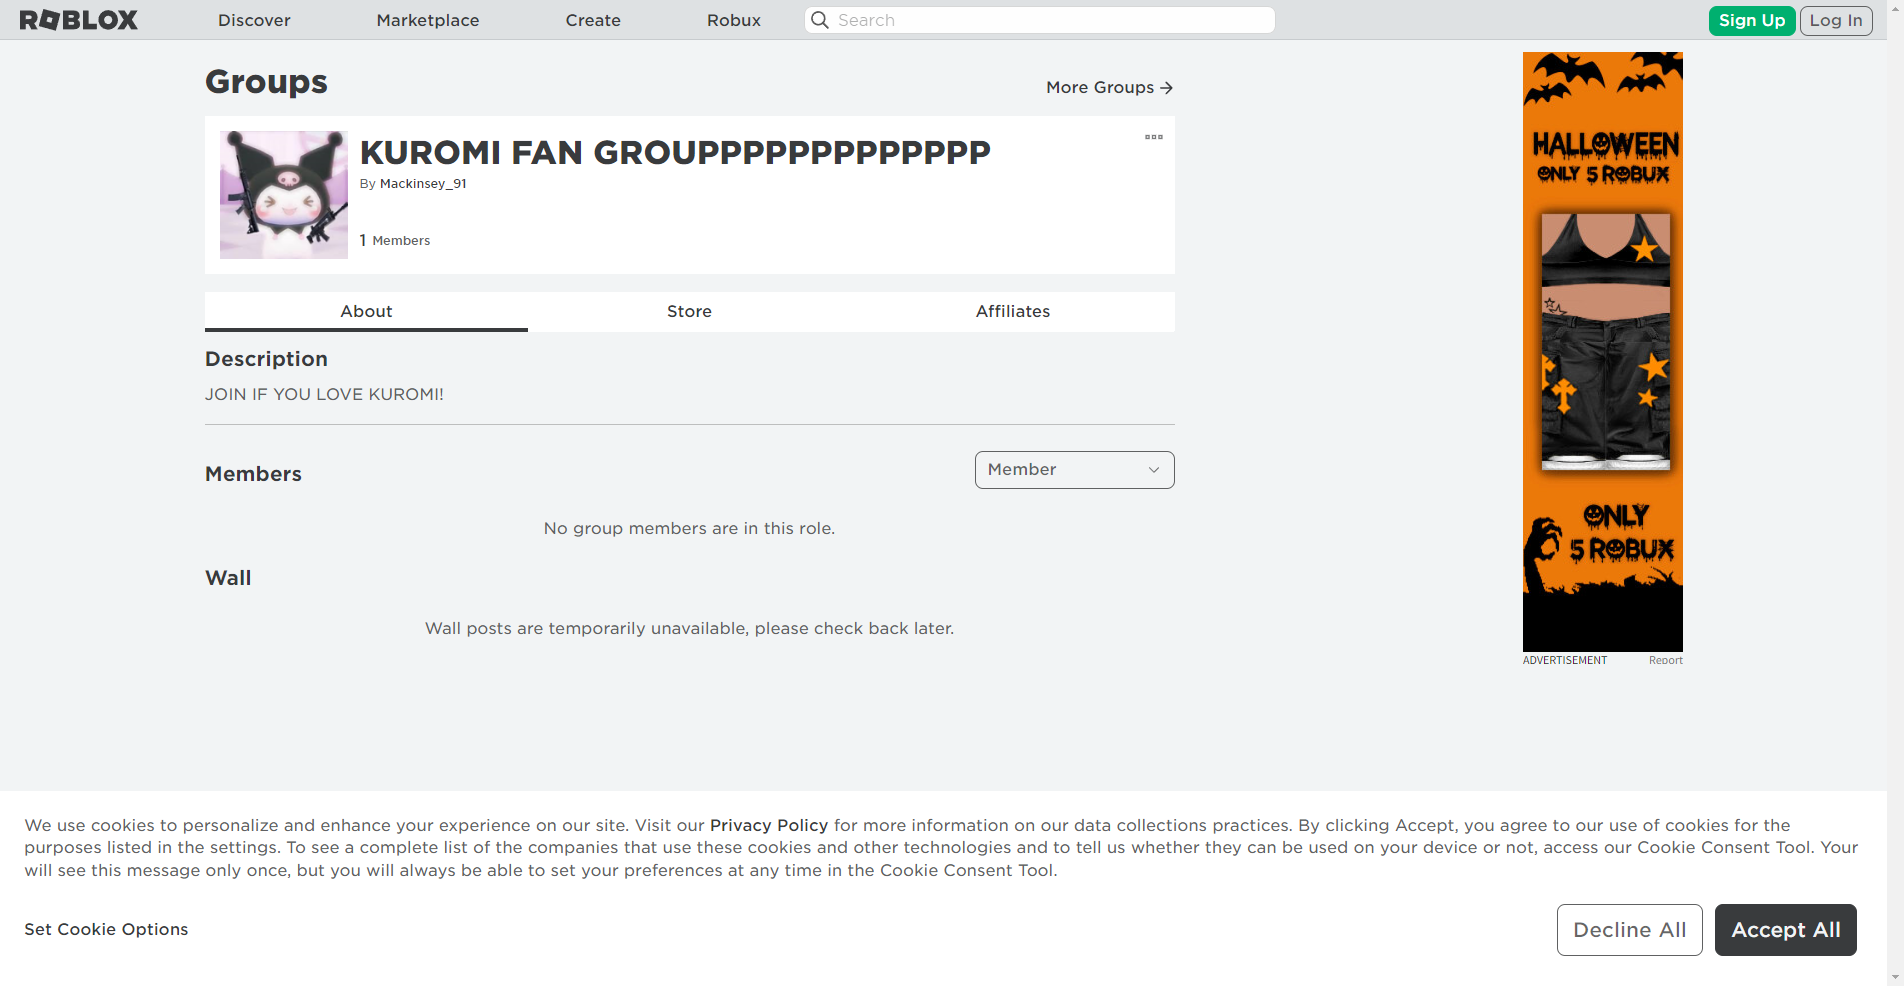 ROBLOX
Discover
Marketplace
Create
Robux
Search
Sign Up
Log In
Groups
More Groups
KUROMI FAN GROUPPPPPPPPPPPPP
By Mackinsey_91
1 Members
About
Store
Affiliates
Description
JOIN IF YOU LOVE KUROMI!
Members
Member
No group members are in this role.
Wall
Wall posts are temporarily unavailable, please check back later.
HALLOWEEN
ONLY 5 ROBUX
ONLY
5 ROBUX
ADVERTISEMENT
Report
We use cookies to personalize and enhance your experience on our site. Visit our Privacy Policy for more information on our data collections practices. By clicking Accept, you agree to our use of cookies for the
purposes listed in the settings. To see a complete list of the companies that use these cookies and other technologies and to tell us whether they can be used on your device or not, access our Cookie Consent Tool. Your
will see this message only once, but you will always be able to set your preferences at any time in the Cookie Consent Tool.
Set Cookie Options
Decline All
Accept All